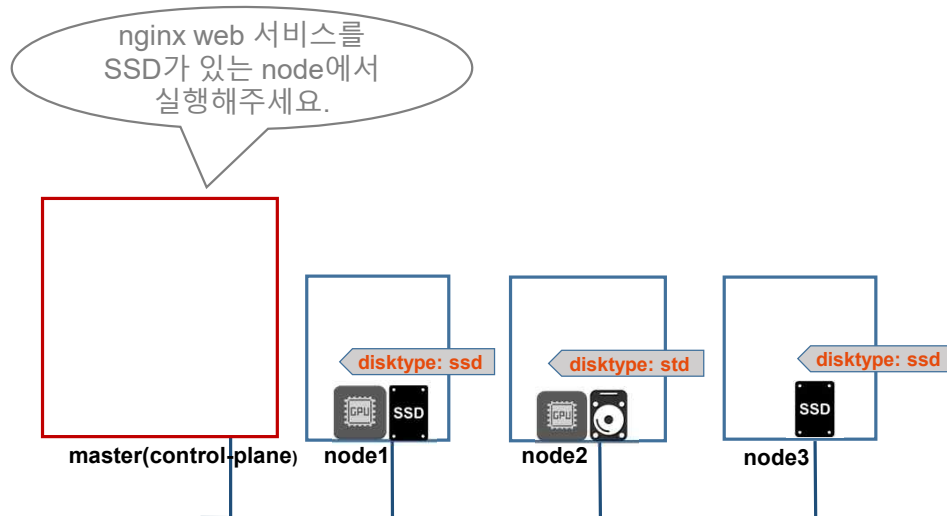 nginx web 서비스를
SSD가 있는 node에서
실행해주세요.
disktype: ssd
disktype: std
disktype: ssd
GPU
SSD
GPU
SSD
master(control-plane)
node1
node2
node3